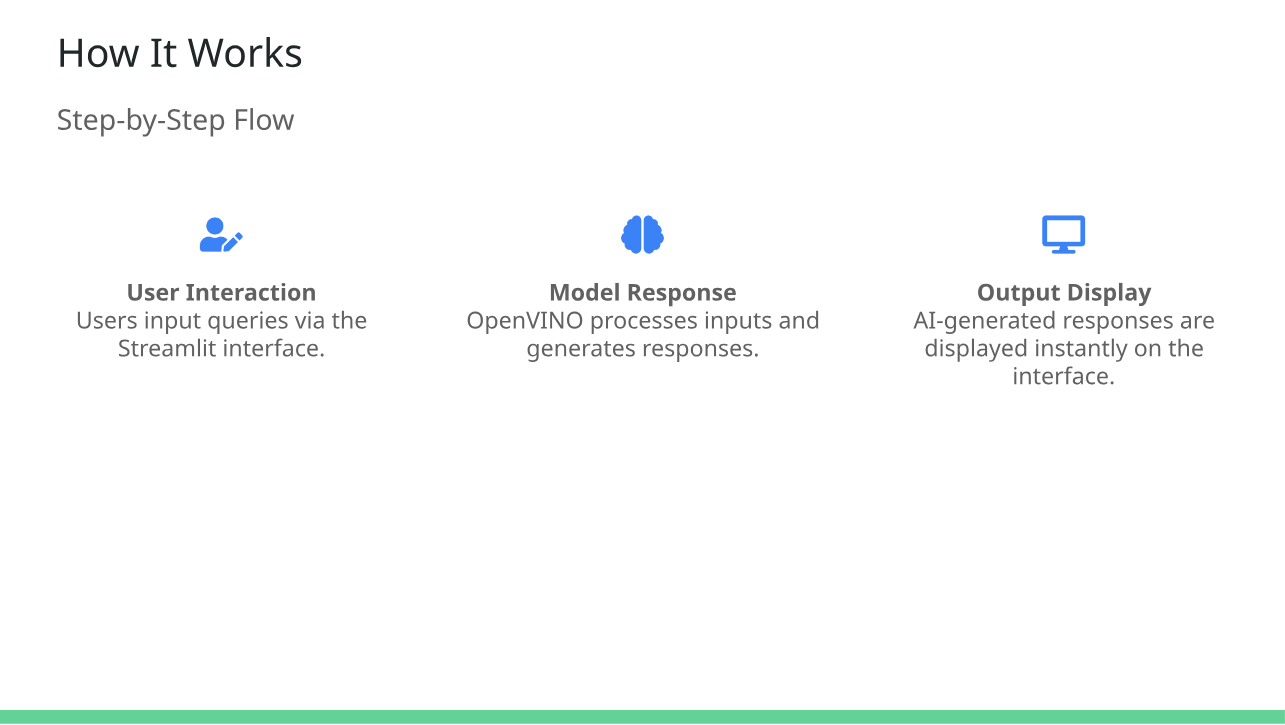 How It Works
Step-by-Step Flow
User Interaction
Users input queries via the
Streamlit interface.
Model Response
OpenVINO processes inputs and
generates responses.
Output Display
AI-generated responses are
displayed instantly on the
interface.